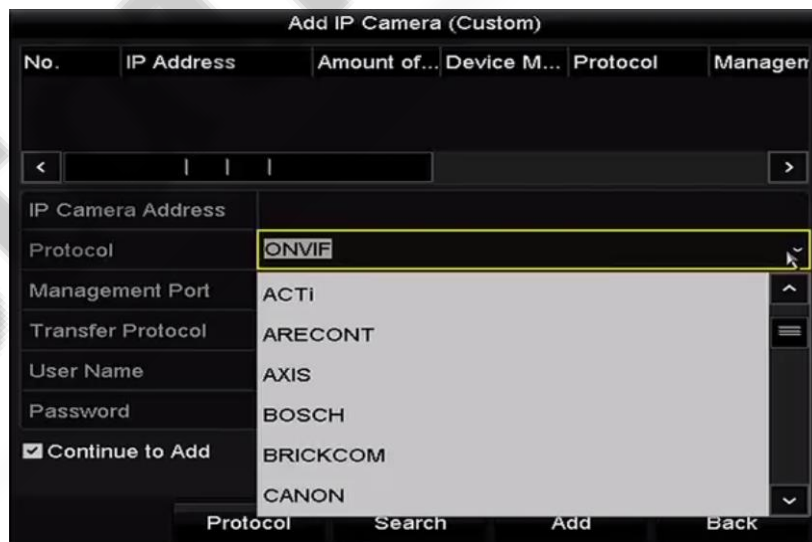 Add IP Camera (Custom)
No. IP Address Amount of... Device M... Protocol Managem
IP Camera Address
Protocol ONVIF
Management Port ACTi
Transfer Protocol ARECONT
User Name AXIS
Password BOSCH
Continue to Add BRICKCOM
CANON
Protocol Search Add Back